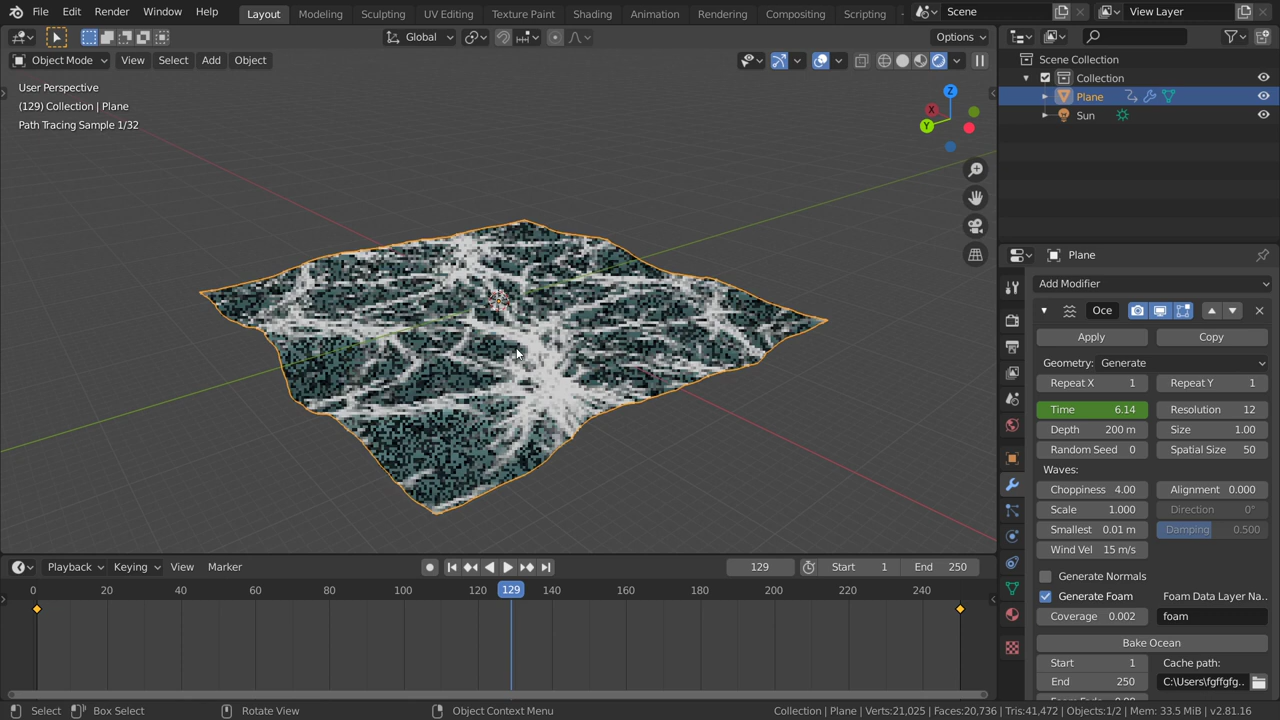 File Edit Render Window Help Layout Modeling Sculpting UV Editing Texture Paint Shading Animation Rendering Compositing Scripting Scene View Layer
Global Options
Object Mode View Select Add Object
User Perspective
(129) Collection | Plane
Path Tracing Sample 1/32
Z
X
Y
Scene Collection
Collection
Plane
Sun
Plane
Add Modifier
Oce
Apply Copy
Geometry: Generate
Repeat X 1 Repeat Y 1
Time 6.14 Resolution 12
Depth 200 m Size 1.00
Random Seed 0 Spatial Size 50
Waves:
Choppiness 4.00 Alignment 0.000
Scale 1.000 Direction 0°
Smallest 0.01 m Damping 0.500
Wind Vel 15 m/s
Generate Normals
Generate Foam Foam Data Layer Na..
Coverage 0.002 foam
Bake Ocean
Start 1 Cache path:
End 250 C:\Users\fgffgfg..
Playback Keying View Marker 129 Start 1 End 250
0 20 40 60 80 100 120 129 140 160 180 200 220 240
Select Box Select Rotate View Object Context Menu Collection | Plane | Verts:21,025 | Faces:20,736 | Tris:41,472 | Objects:1/2 | Mem: 33.5 MiB | v2.81.16